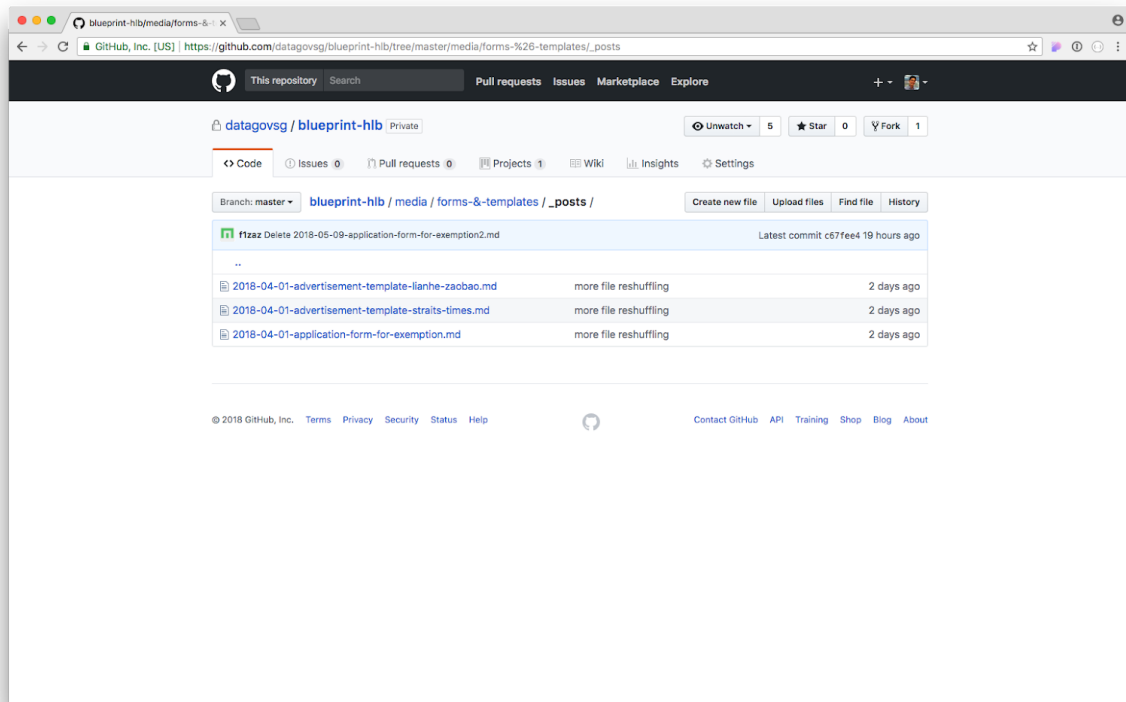 blueprint-hlb/media/forms-&-t
GitHub, Inc. [US] | https://github.com/datagovsg/blueprint-hlb/tree/master/media/forms-%26-templates/_posts
This repository Search Pull requests Issues Marketplace Explore
datagovsg / blueprint-hlb Private Unwatch 5 Star 0 Fork 1
Code Issues 0 Pull requests 0 Projects 1 Wiki Insights Settings
Branch: master blueprint-hlb / media / forms-&-templates / _posts / Create new file Upload files Find file History
f1zaz Delete 2018-05-09-application-form-for-exemption2.md Latest commit c67fee4 19 hours ago
..
2018-04-01-advertisement-template-lianhe-zaobao.md more file reshuffling 2 days ago
2018-04-01-advertisement-template-straits-times.md more file reshuffling 2 days ago
2018-04-01-application-form-for-exemption.md more file reshuffling 2 days ago
© 2018 GitHub, Inc. Terms Privacy Security Status Help Contact GitHub API Training Shop Blog About